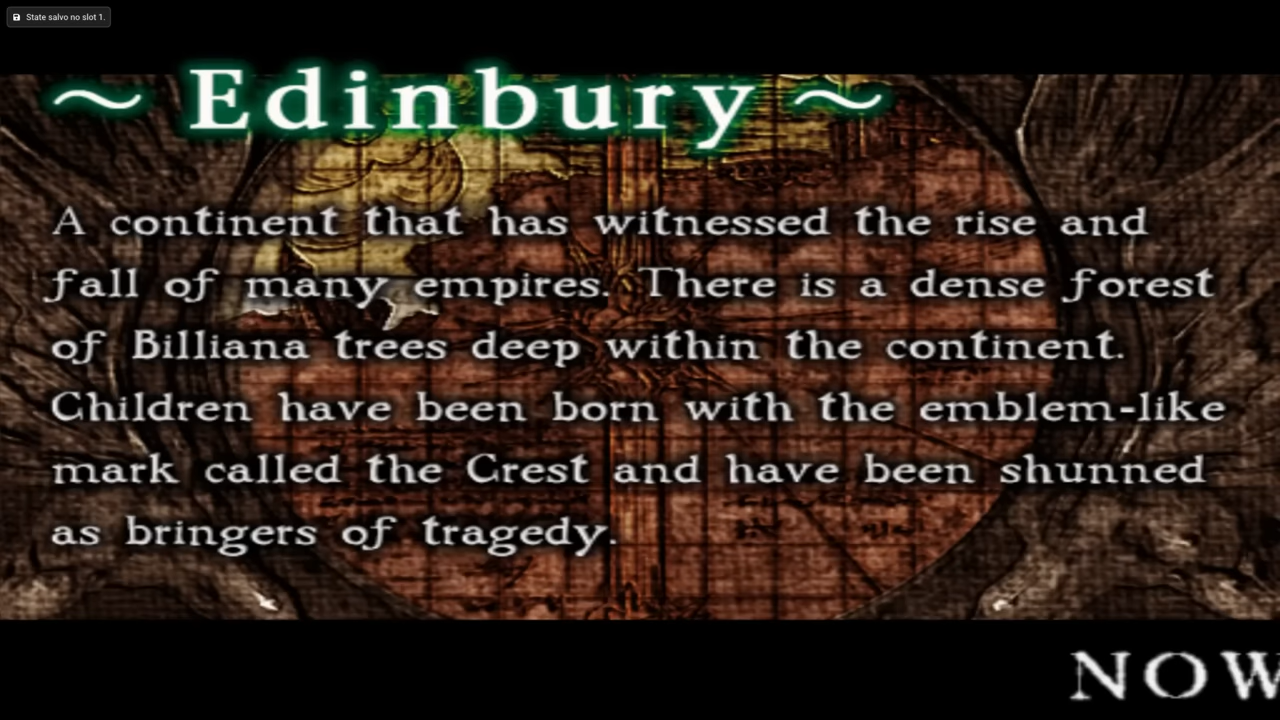 State salvo no slot 1.
~ Edinbury ~
A continent that has witnessed the rise and
fall of many empires. There is a dense forest
of Billiana trees deep within the continent.
Children have been born with the emblem-like
mark called the Crest and have been shunned
as bringers of tragedy.
NOW